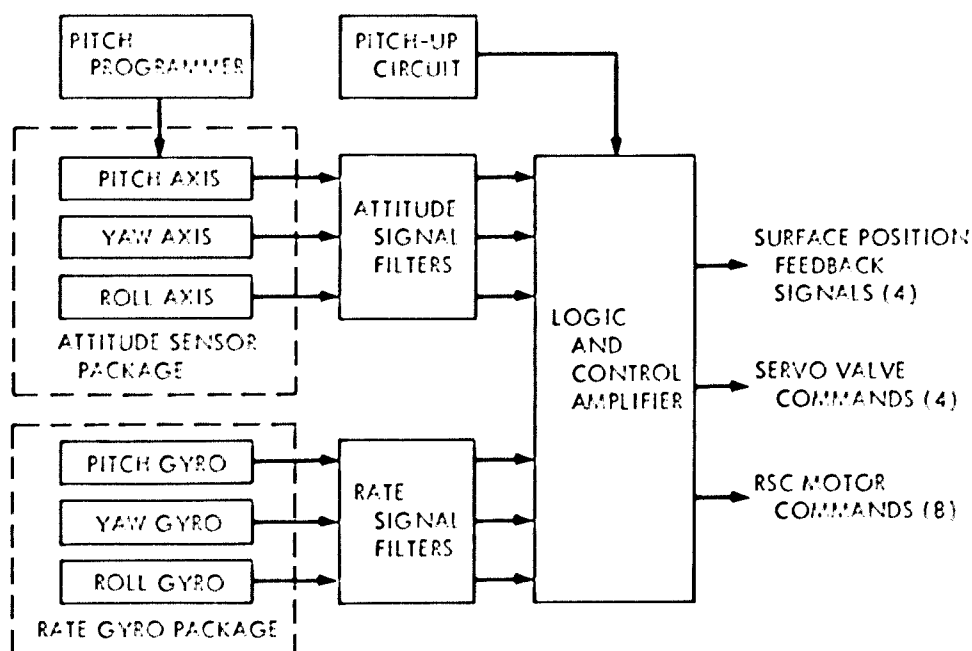 PITCH
PROGRAMMER
PITCH-UP
CIRCUIT
PITCH AXIS
YAW AXIS
ROLL AXIS
ATTITUDE SENSOR
PACKAGE
ATTITUDE
SIGNAL
FILTERS
PITCH GYRO
YAW GYRO
ROLL GYRO
RATE GYRO PACKAGE
RATE
SIGNAL
FILTERS
LOGIC
AND
CONTROL
AMPLIFIER
SURFACE POSITION
FEEDBACK
SIGNALS (4)
SERVO VALVE
COMMANDS (4)
RSC MOTOR
COMMANDS (8)